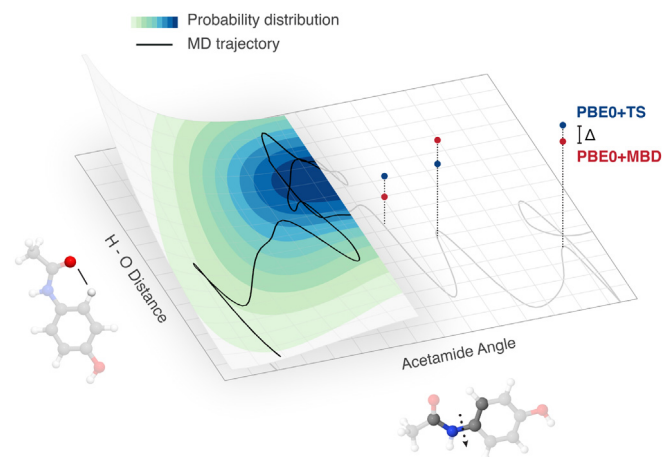 Probability distribution
MD trajectory
PBE0+TS
Δ
PBE0+MBD
H - O Distance
Acetamide Angle